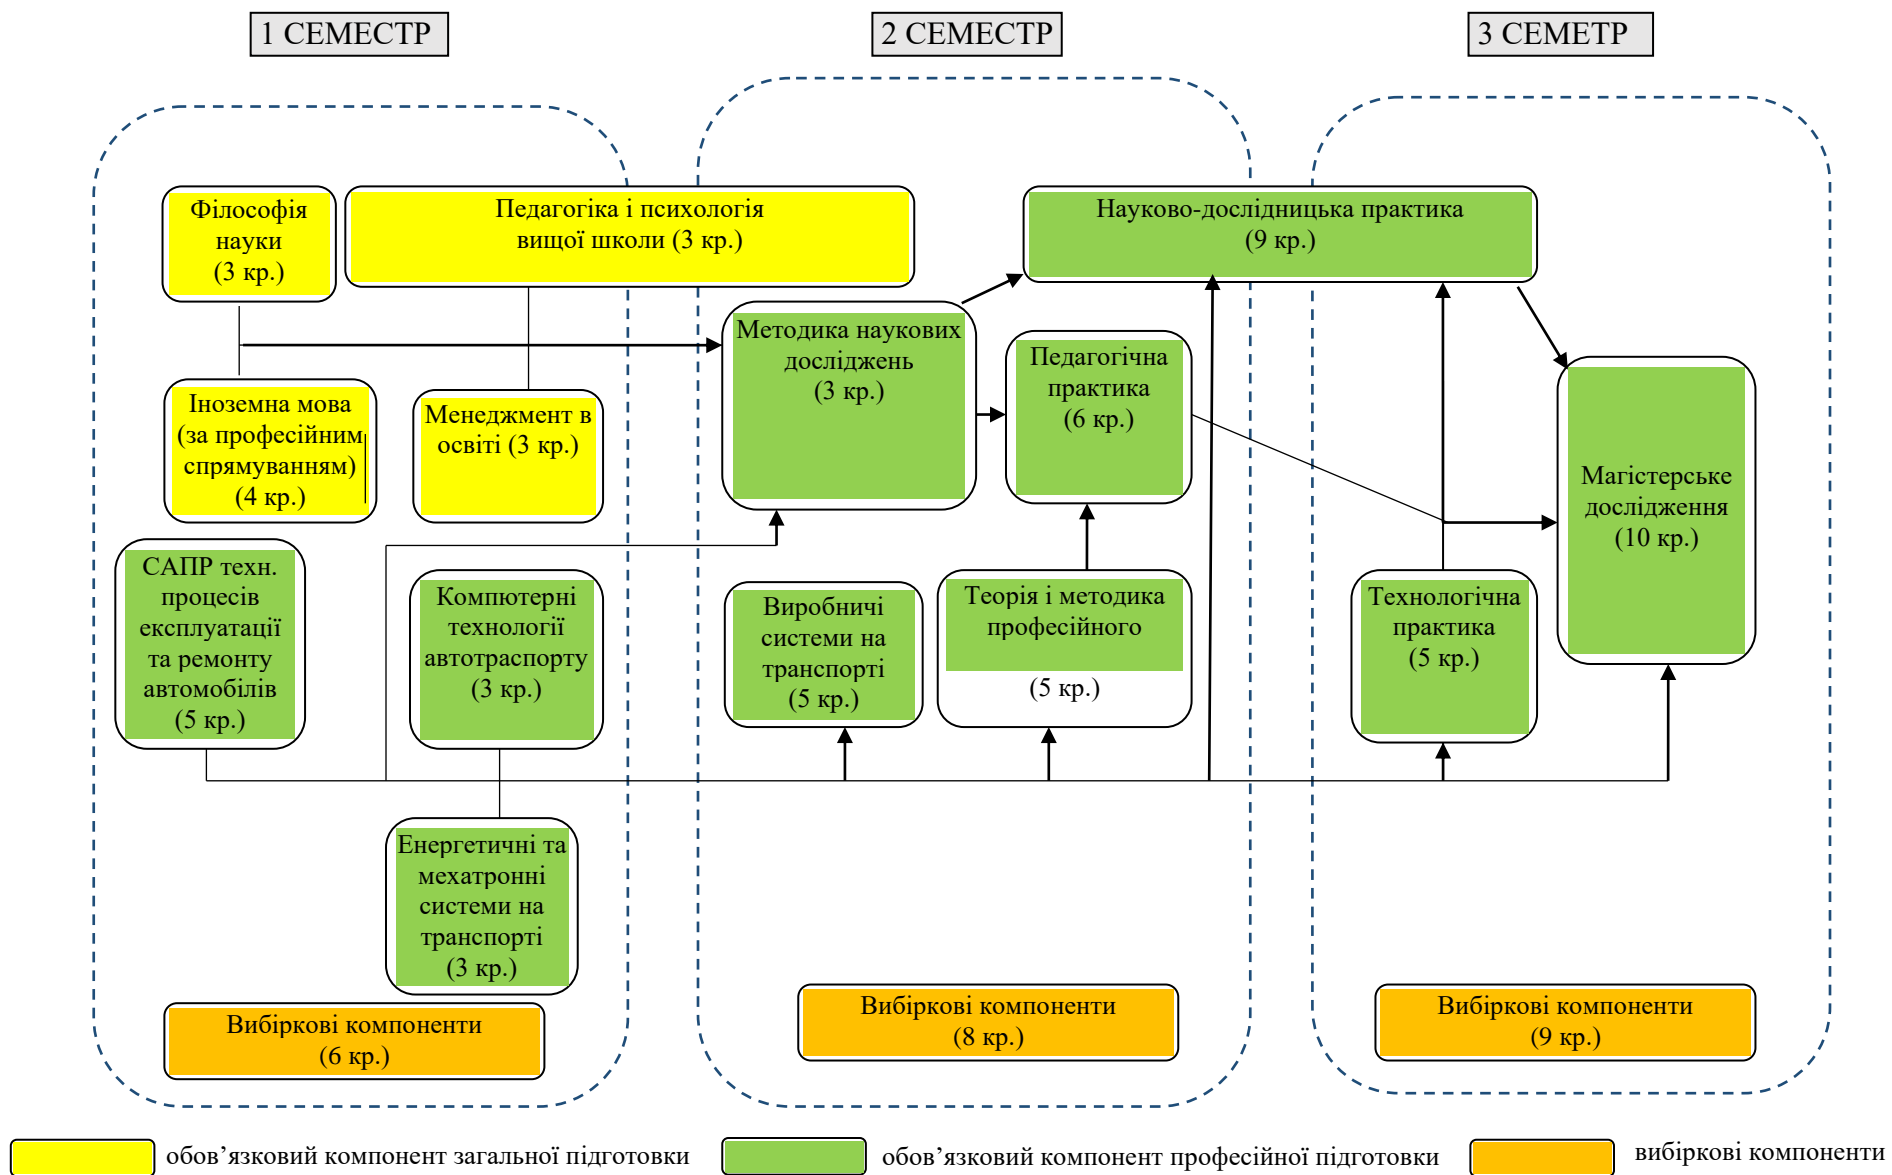 1 СЕМЕСТР
2 СЕМЕСТР
3 СЕМЕТР
Філософія
науки
(3 кр.)
Педагогіка і психологія
вищої школи (3 кр.)
Науково-дослідницька практика
(9 кр.)
Методика наукових
досліджень
(3 кр.)
Педагогічна
практика
(6 кр.)
Іноземна мова
(за професійним
спрямуванням)
(4 кр.)
Менеджмент в
освіті (3 кр.)
Магістерське
дослідження
(10 кр.)
САПР техн.
процесів
експлуатації
та ремонту
автомобілів
(5 кр.)
Компютерні
технології
автотраспорту
(3 кр.)
Виробничі
системи на
транспорті
(5 кр.)
Теорія і методика
професійного
(5 кр.)
Технологічна
практика
(5 кр.)
Енергетичні та
мехатронні
системи на
транспорті
(3 кр.)
Вибіркові компоненти
(6 кр.)
Вибіркові компоненти
(8 кр.)
Вибіркові компоненти
(9 кр.)
обов’язковий компонент загальної підготовки
обов’язковий компонент професійної підготовки
вибіркові компоненти